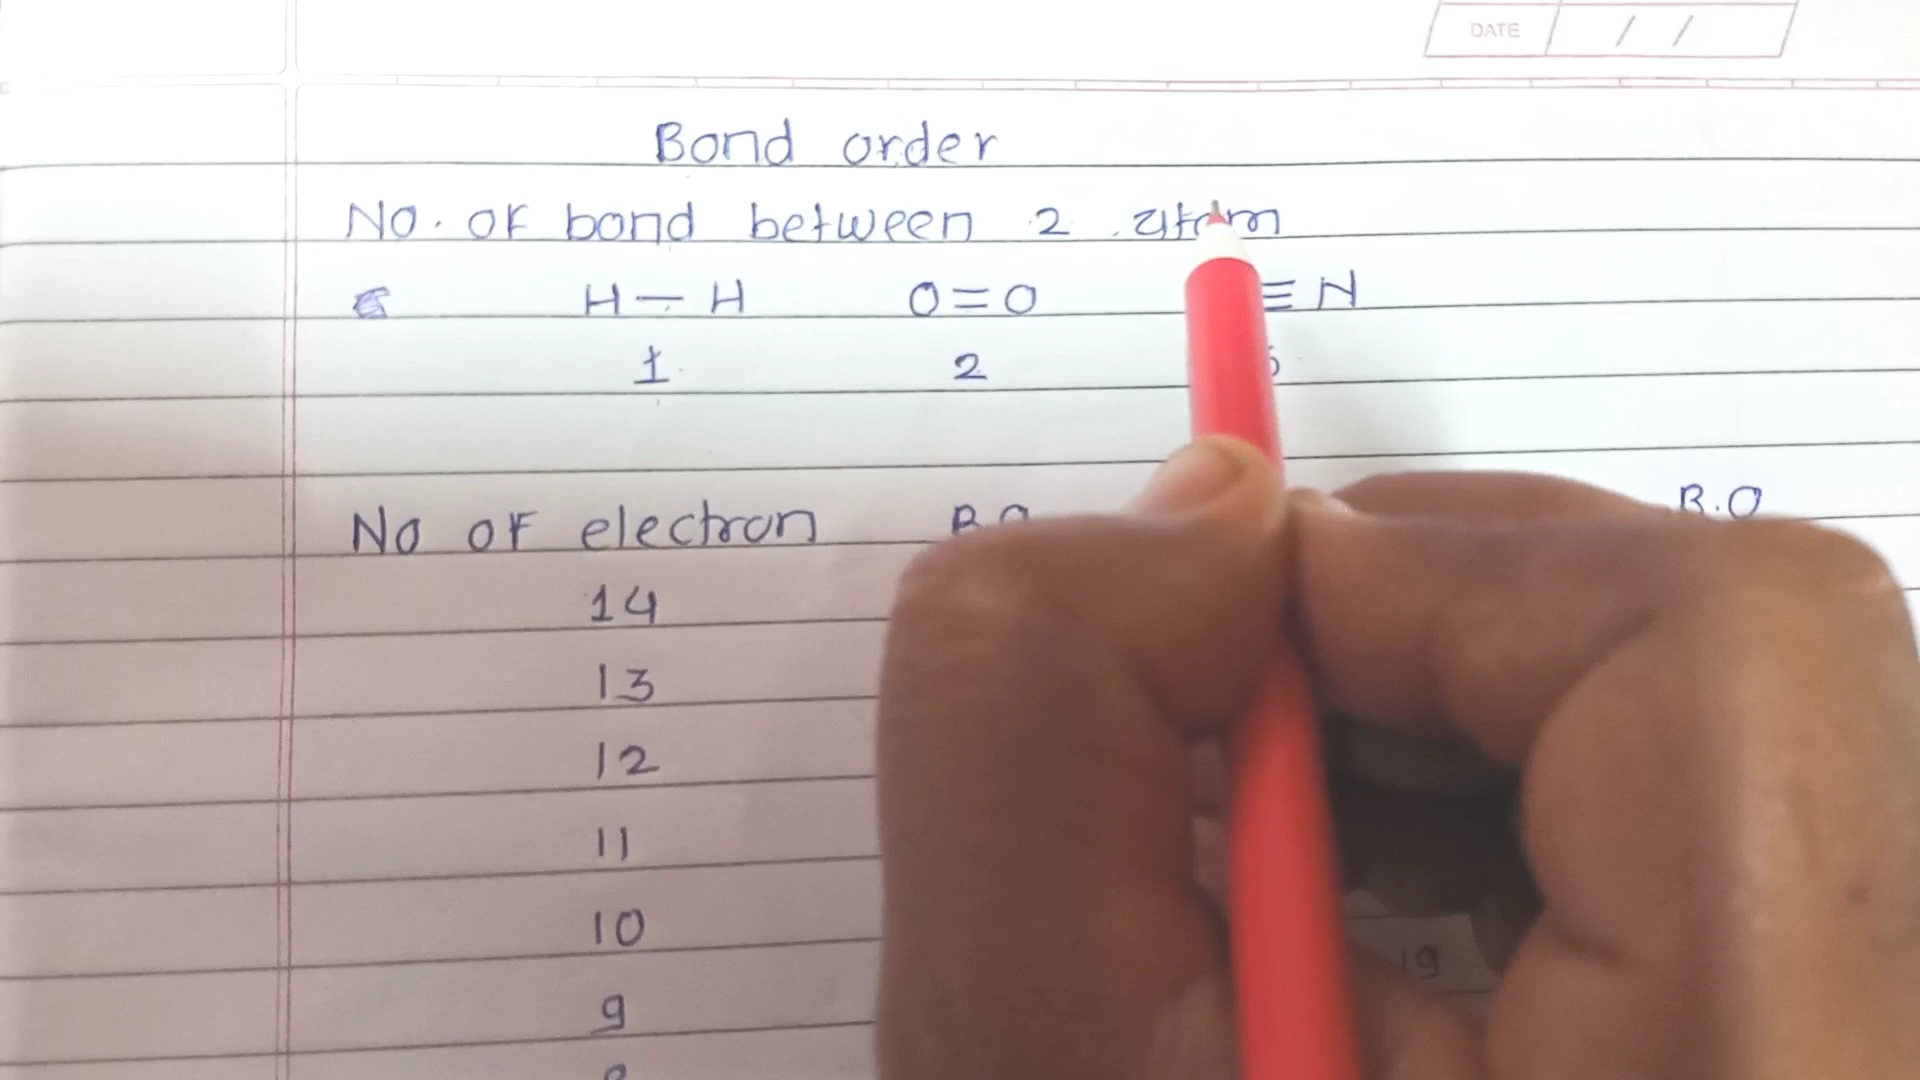 DATE / /
Bond order
No. of bond between 2 atom
H — H O = O ≡ N
1 2
No of electron B.O B.O
14
13
12
11
10 19
9